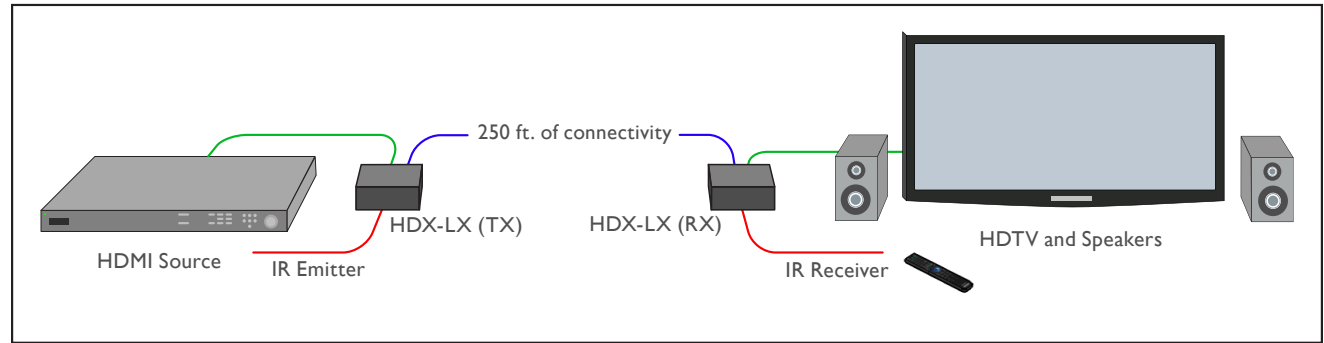 250 ft. of connectivity
HDX-LX (TX)
HDX-LX (RX)
HDTV and Speakers
HDMI Source
IR Emitter
IR Receiver